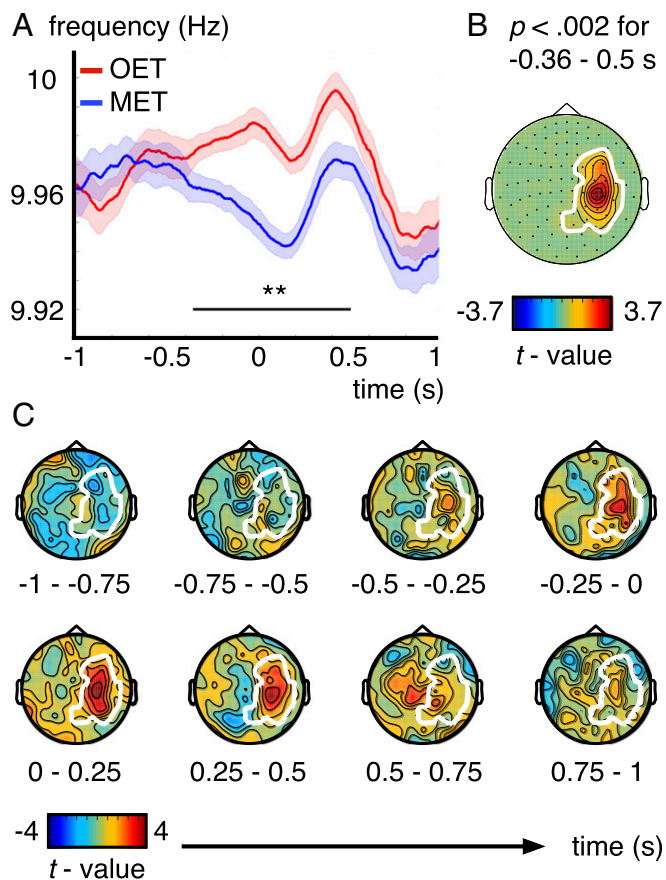 A frequency (Hz)
B p < .002 for
-0.36 - 0.5 s
10
OET
MET
9.96
**
9.92
-1 -0.5 0 0.5 1
time (s)
-3.7 3.7
t - value
C
-1 - -0.75 -0.75 - -0.5 -0.5 - -0.25 -0.25 - 0
0 - 0.25 0.25 - 0.5 0.5 - 0.75 0.75 - 1
-4 4 time (s)
t - value